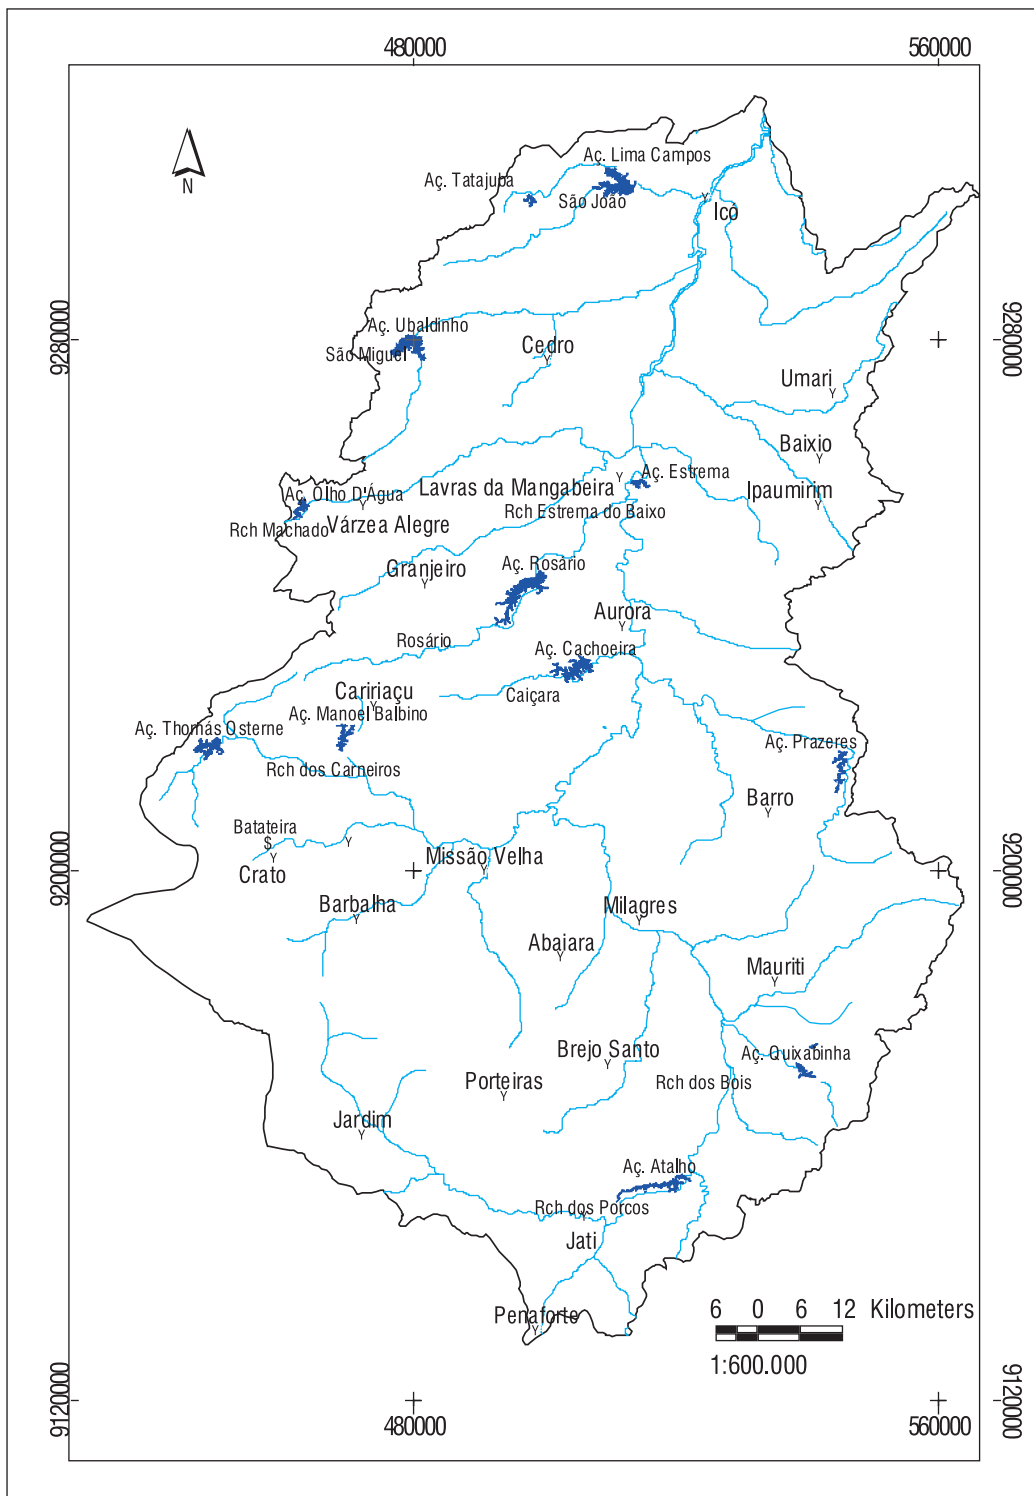 480000
560000
N
Aç. Lima Campos
Aç. Tatajuba
São João
Icó
9280000
9280000
Aç. Ubaldinho
São Miguel
Cedro
Umari
Baixio
Aç. Estrema
Aç. Olho D'Água
Lavras da Mangabeira
Ipaumirim
Rch Estrema do Baixo
Rch Machado
Várzea Alegre
Aç. Rosário
Granjeiro
Aurora
Rosário
Aç. Cachoeira
Caririaçu
Caiçara
Aç. Manoel Balbino
Aç. Thomás Osterne
Aç. Prazeres
Rch dos Carneiros
Barro
Batateira
$
Missão Velha
Crato
9200000
9200000
Barbalha
Milagres
Abaiara
Mauriti
Brejo Santo
Aç. Quixabinha
Porteiras
Rch dos Bois
Jardim
Aç. Atalho
Rch dos Porcos
Jati
Penaforte
6 0 6 12 Kilometers
1:600.000
9120000
9120000
480000
560000